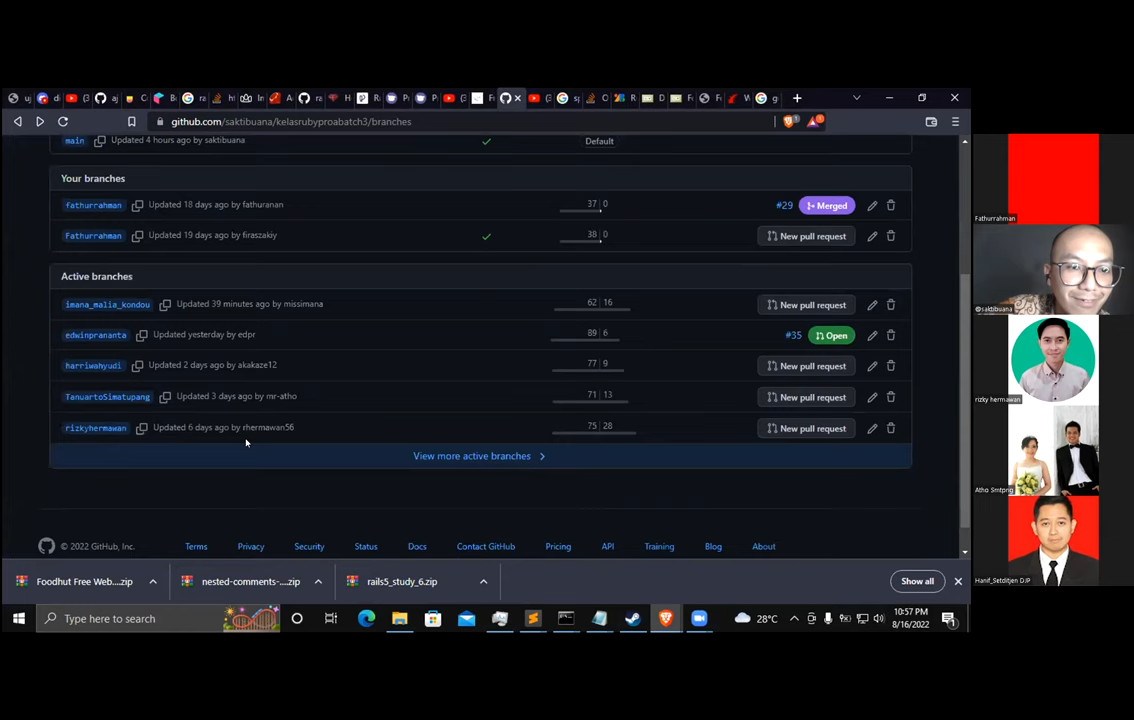 github.com/saktibuana/kelasrubyproabatch3/branches
main Updated 4 hours ago by saktibuana Default
Your branches
fathurrahman Updated 18 days ago by fathuranan 37 | 0 #29 Merged
Fathurrahman Updated 19 days ago by firaszakiy 38 | 0 New pull request
Active branches
imana_malia_kondou Updated 39 minutes ago by missimana 62 | 16 New pull request
edwinprananta Updated yesterday by edpr 89 | 6 #35 Open
harriwahyudi Updated 2 days ago by akakaze12 77 | 9 New pull request
TanuartoSimatupang Updated 3 days ago by mr-atho 71 | 13 New pull request
rizkyhermawan Updated 6 days ago by rhermawan56 75 | 28 New pull request
View more active branches
© 2022 GitHub, Inc. Terms Privacy Security Status Docs Contact GitHub Pricing API Training Blog About
Foodhut Free Web....zip nested-comments-....zip rails5_study_6.zip Show all
Type here to search 28°C 10:57 PM
8/16/2022
Fathurrahman
@saktibuana
rizky hermawan
Atho Smtpng
Hanif_Setditjen DJP